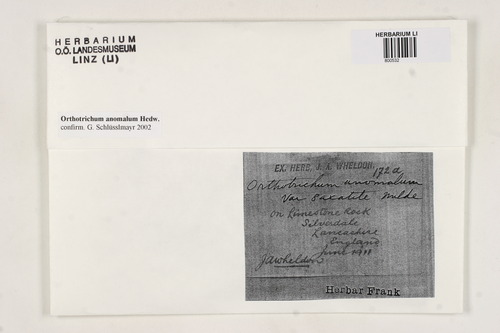 HERBARIUM
O.Ö. LANDESMUSEUM
LINZ (LI)
HERBARIUM LI
800592
Orthotrichum anomalum Hedw.
confirm. G. Schlüsslmayr 2002
EX. HERB. J. A. WHELDON.
172a
Orthotrichum anomalum
Var saxatile Milde
On Limestone Rock
Silverdale
Lancashire
England
JAWheldon June 1911
Herbar Frank